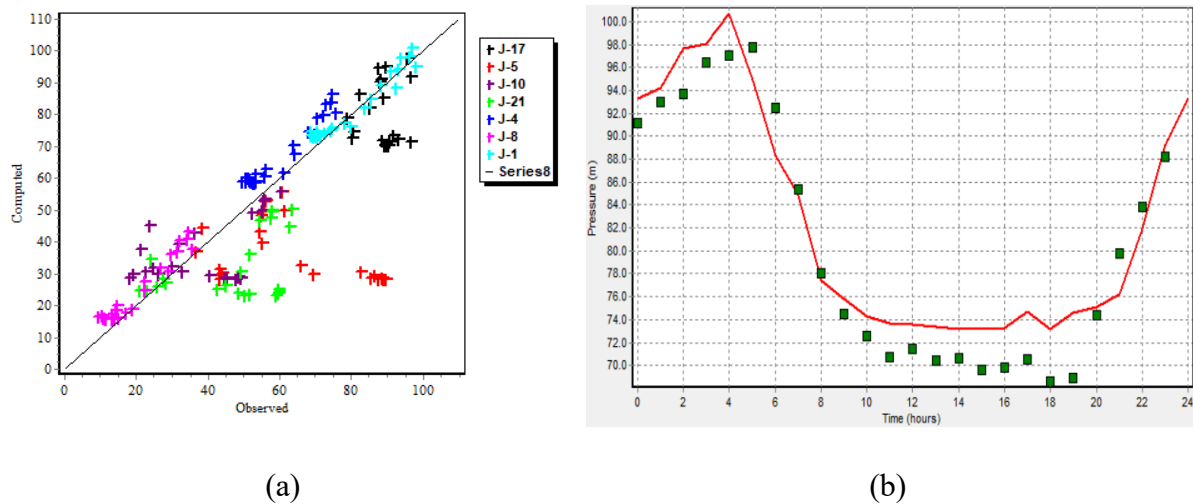 Computed
110
100
90
80
70
60
50
40
30
20
10
0
0 20 40 60 80 100
Observed
J-17
J-5
J-10
J-21
J-4
J-8
J-1
Series8
(a)
Pressure (m)
100.0
98.0
96.0
94.0
92.0
90.0
88.0
86.0
84.0
82.0
80.0
78.0
76.0
74.0
72.0
70.0
0 2 4 6 8 10 12 14 16 18 20 22 24
Time (hours)
(b)